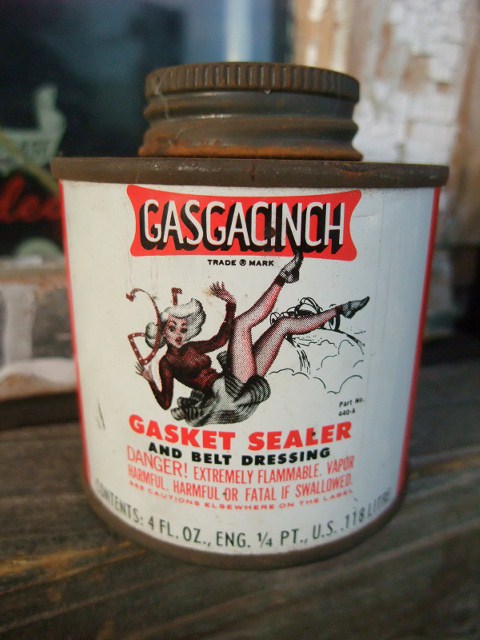 GASGACINCH
TRADE ® MARK
Part No.
440-A
GASKET SEALER
AND BELT DRESSING
DANGER! EXTREMELY FLAMMABLE. VAPOR
HARMFUL. HARMFUL OR FATAL IF SWALLOWED.
SEE CAUTIONS ELSEWHERE ON THE LABEL
CONTENTS: 4 FL. OZ., ENG. ¼ PT., U.S. .118 LITRE